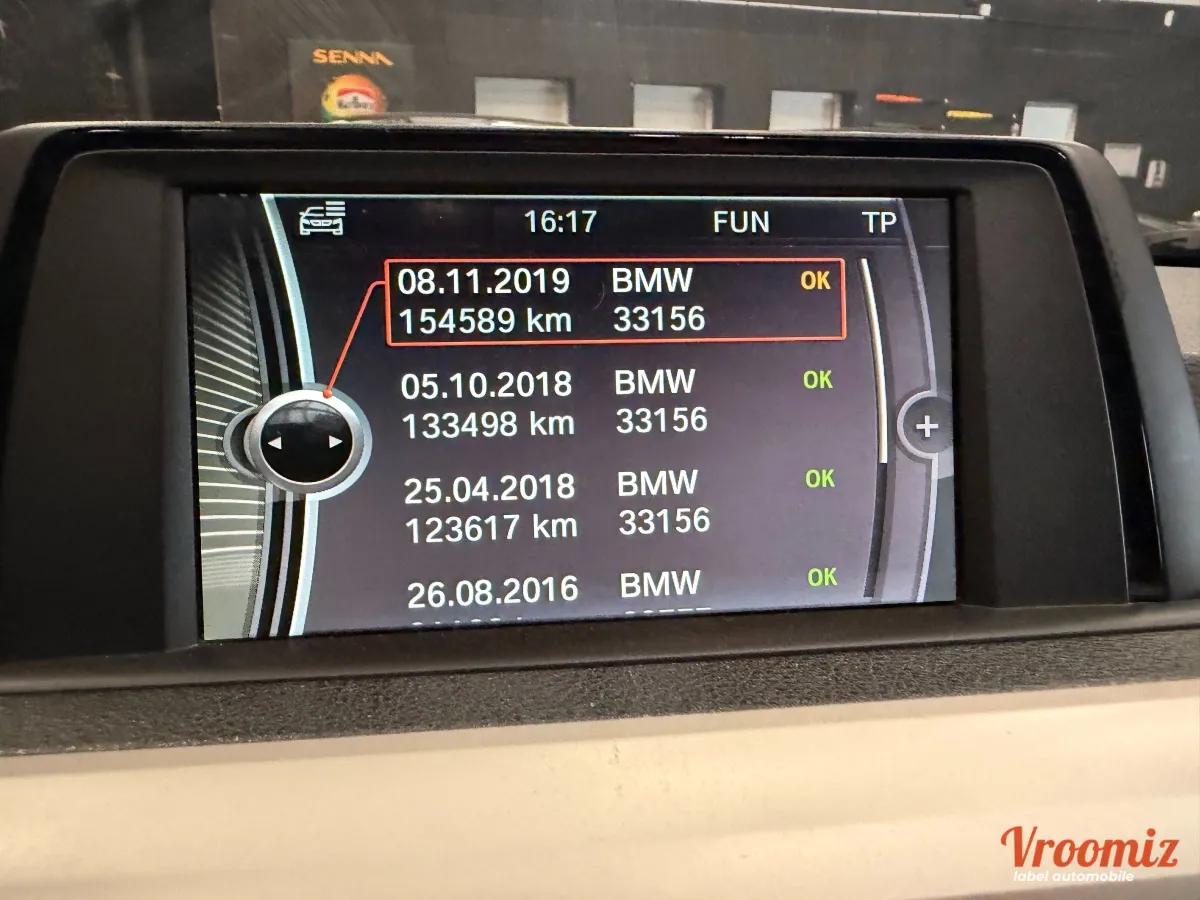 SENNA
Marlboro
16:17 FUN TP
08.11.2019 BMW OK
154589 km 33156
05.10.2018 BMW OK
133498 km 33156
25.04.2018 BMW OK
123617 km 33156
26.08.2016 BMW OK
+
Vroomiz
label automobile